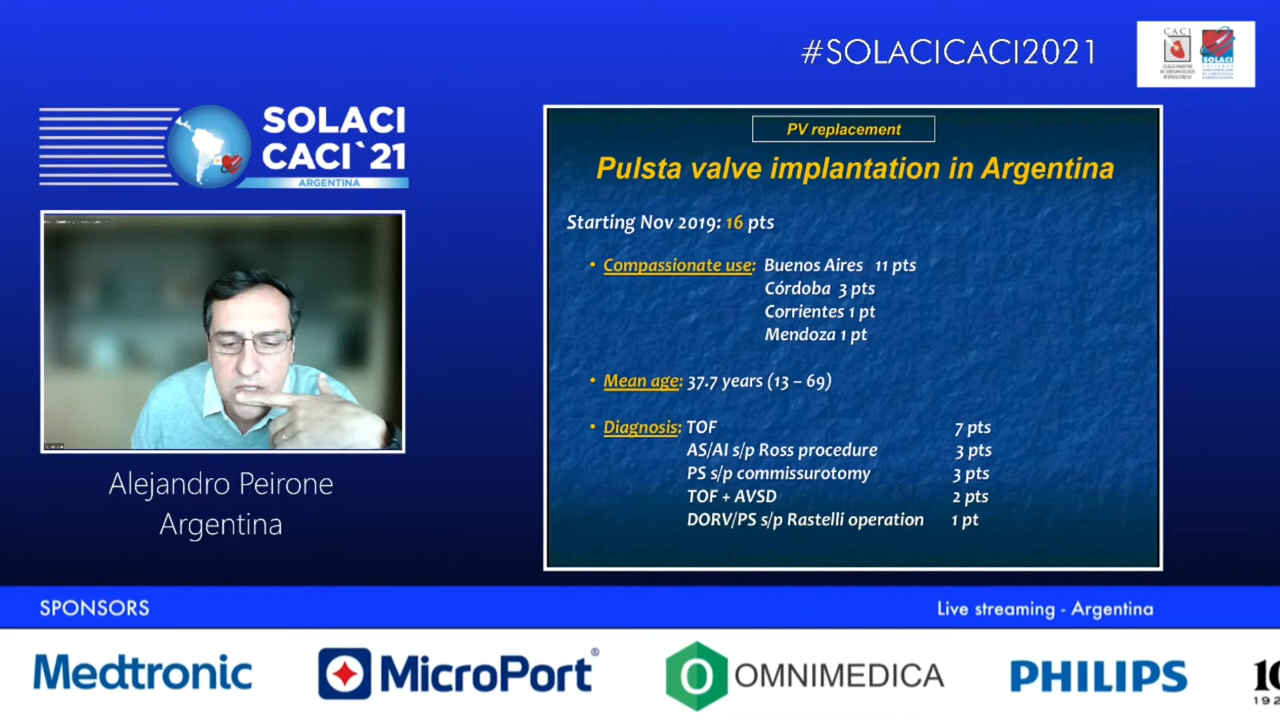 #SOLACICACI2021
CACI
SOLACI
SOLACI
CACI`21
ARGENTINA
PV replacement
Pulsta valve implantation in Argentina
Starting Nov 2019: 16 pts
• Compassionate use: Buenos Aires 11 pts
Córdoba 3 pts
Corrientes 1 pt
Mendoza 1 pt
• Mean age: 37.7 years (13 – 69)
• Diagnosis: TOF 7 pts
AS/AI s/p Ross procedure 3 pts
PS s/p commissurotomy 3 pts
TOF + AVSD 2 pts
DORV/PS s/p Rastelli operation 1 pt
Alejandro Peirone
Argentina
SPONSORS
Live streaming - Argentina
Medtronic
MicroPort®
OMNIMEDICA
PHILIPS